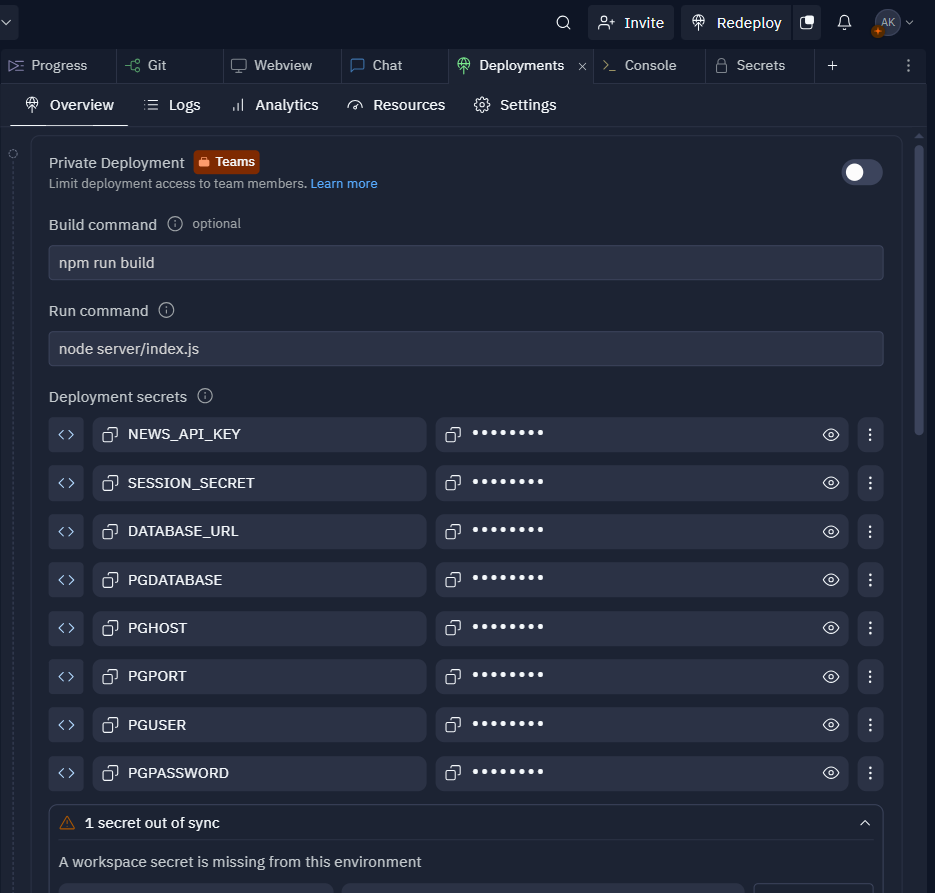 Invite
Redeploy
AK
Progress
Git
Webview
Chat
Deployments
Console
Secrets
Overview
Logs
Analytics
Resources
Settings
Private Deployment
Teams
Limit deployment access to team members. Learn more
Build command
optional
npm run build
Run command
node server/index.js
Deployment secrets
NEWS_API_KEY ••••••••
SESSION_SECRET ••••••••
DATABASE_URL ••••••••
PGDATABASE ••••••••
PGHOST ••••••••
PGPORT ••••••••
PGUSER ••••••••
PGPASSWORD ••••••••
1 secret out of sync
A workspace secret is missing from this environment